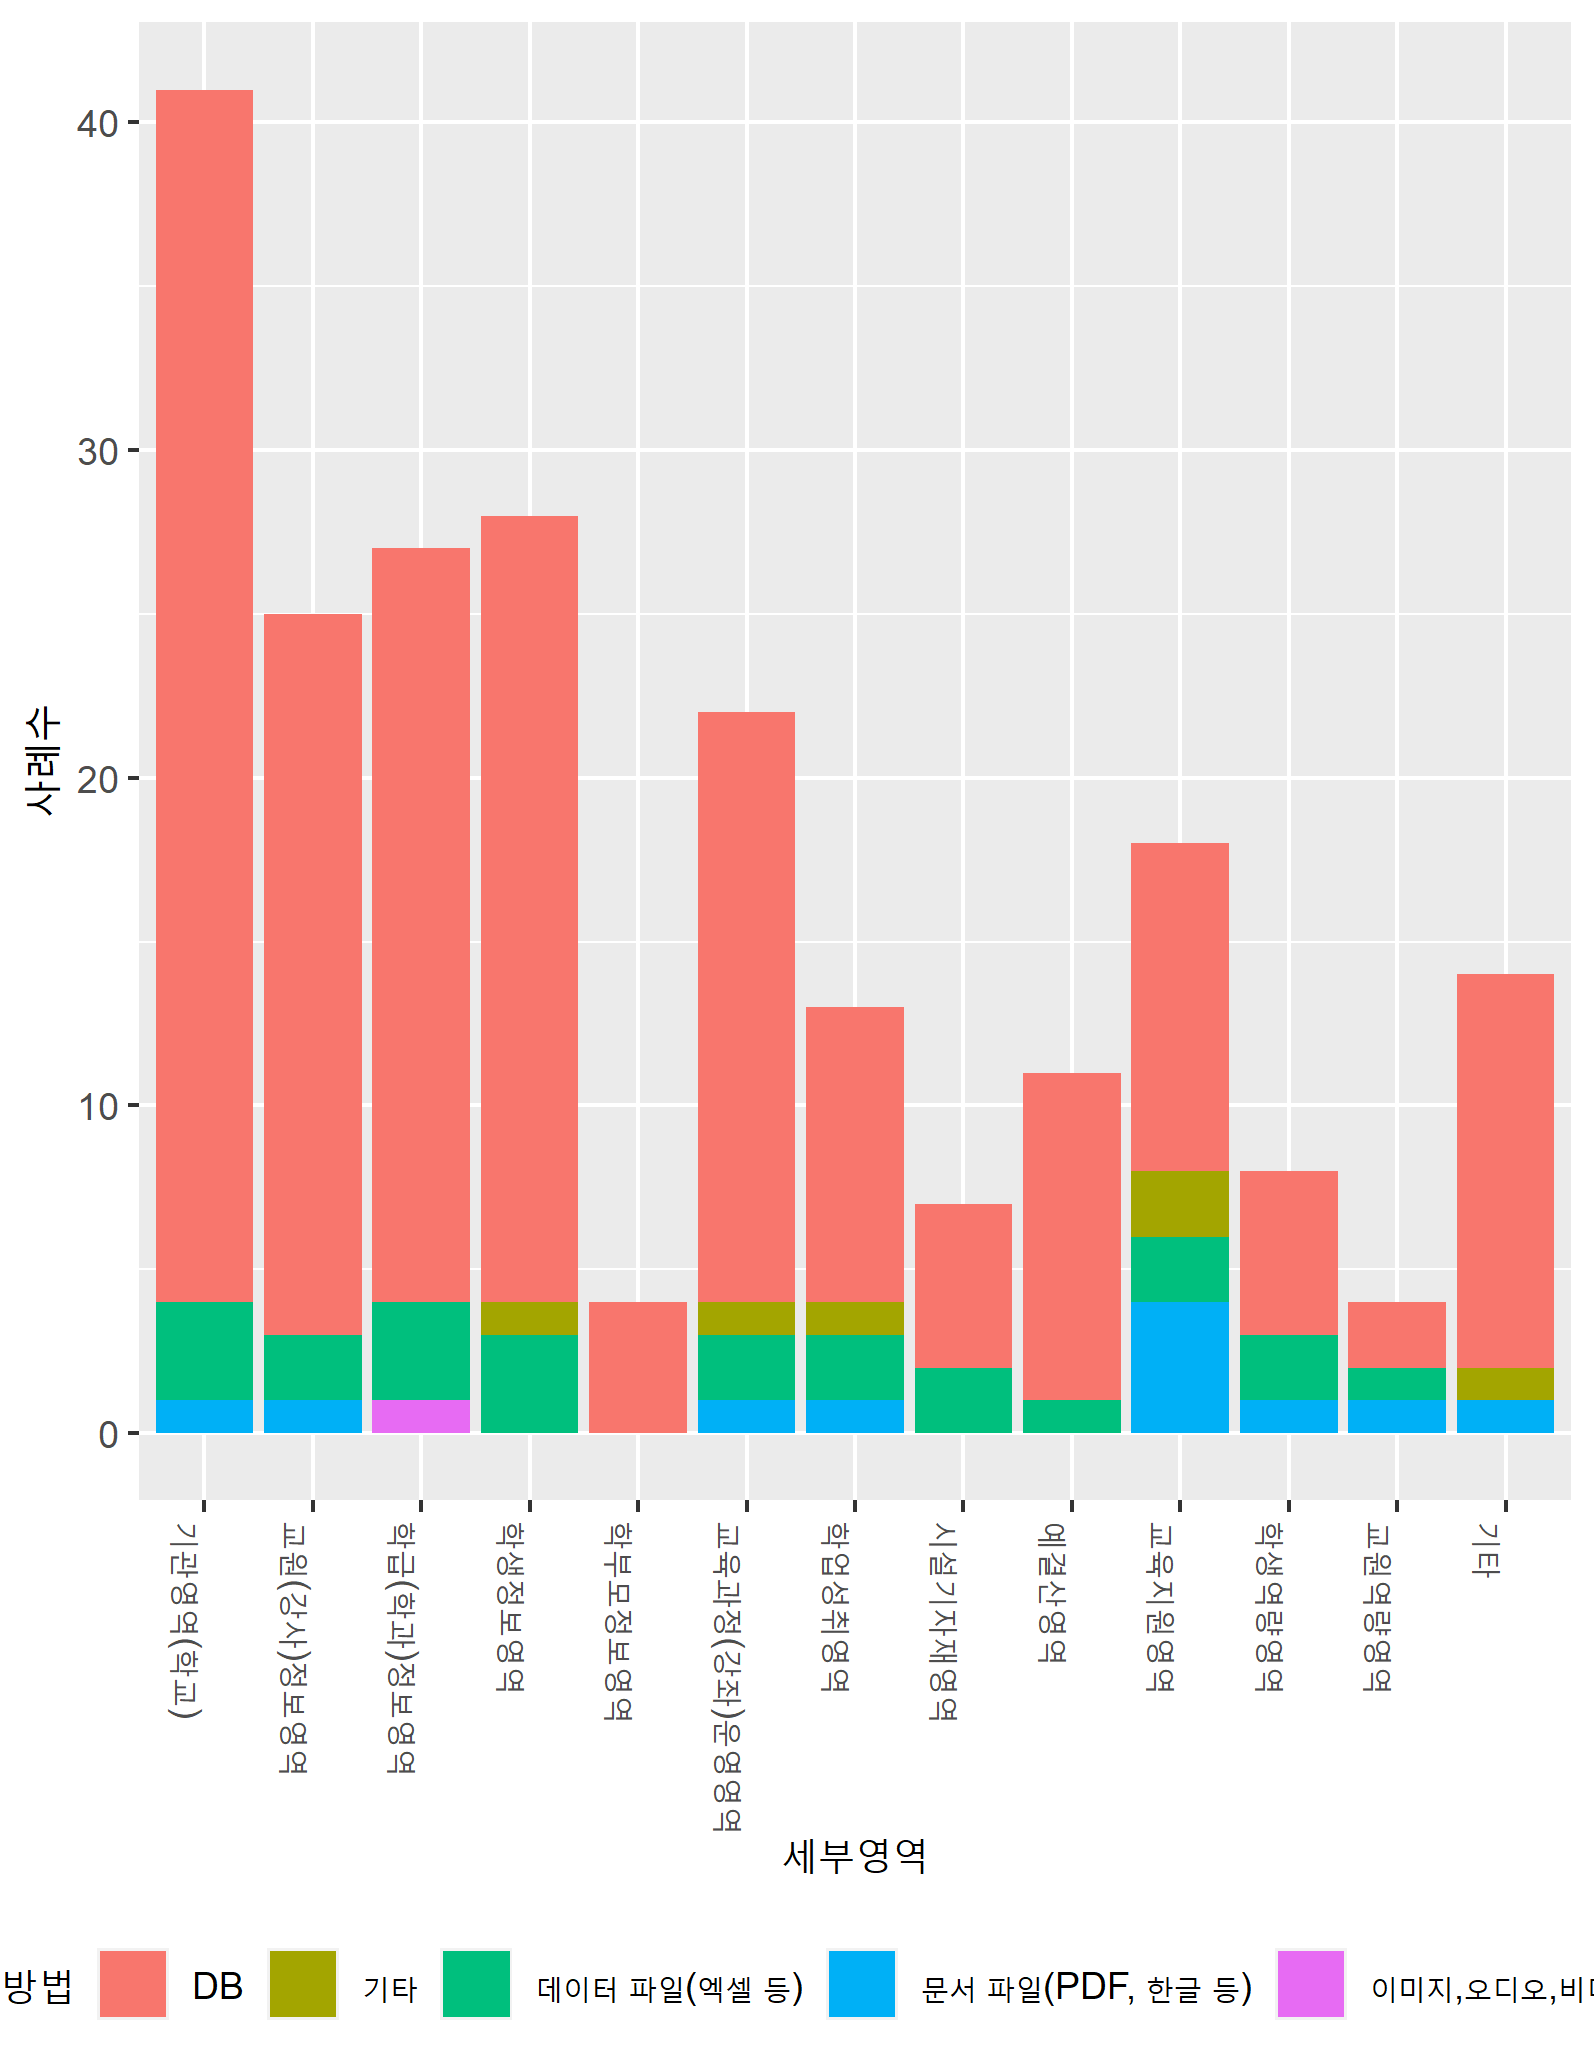 40
30
20
10
0
사례수
기관영역(학교)
교원(강사)정보영역
학급(학과)정보영역
학생정보영역
학부모정보영역
교육과정(강좌)운영영역
학업성취영역
시설기자재영역
예결산영역
교육지원영역
학생역량영역
교원역량영역
기타
세부영역
방법 DB 기타 데이터 파일(엑셀 등) 문서 파일(PDF, 한글 등) 이미지,오디오,비